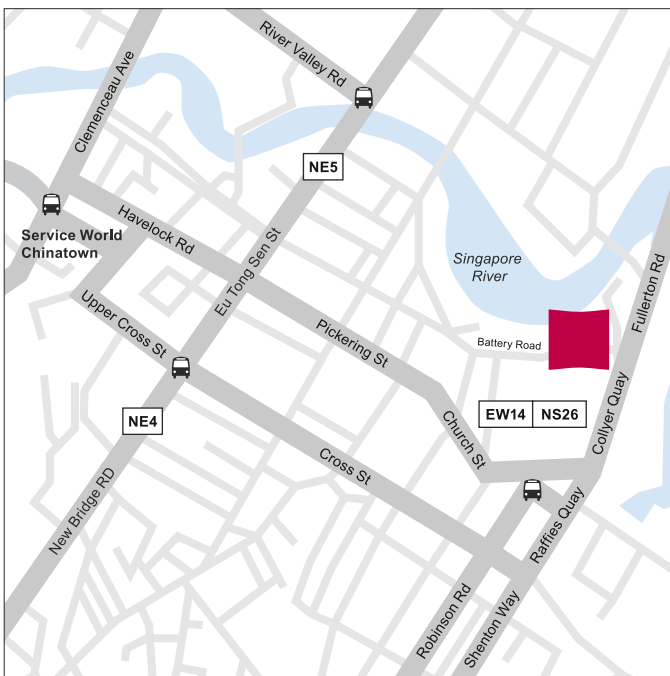 River Valley Rd
Clemenceau Ave
NE5
Service World
Chinatown
Havelock Rd
Eu Tong Sen St
Singapore
River
Fullerton Rd
Upper Cross St
Pickering St
Battery Road
NE4
EW14 NS26
Collyer Quay
Church St
Cross St
New Bridge RD
Raffies Quay
Robinson Rd
Shenton Way